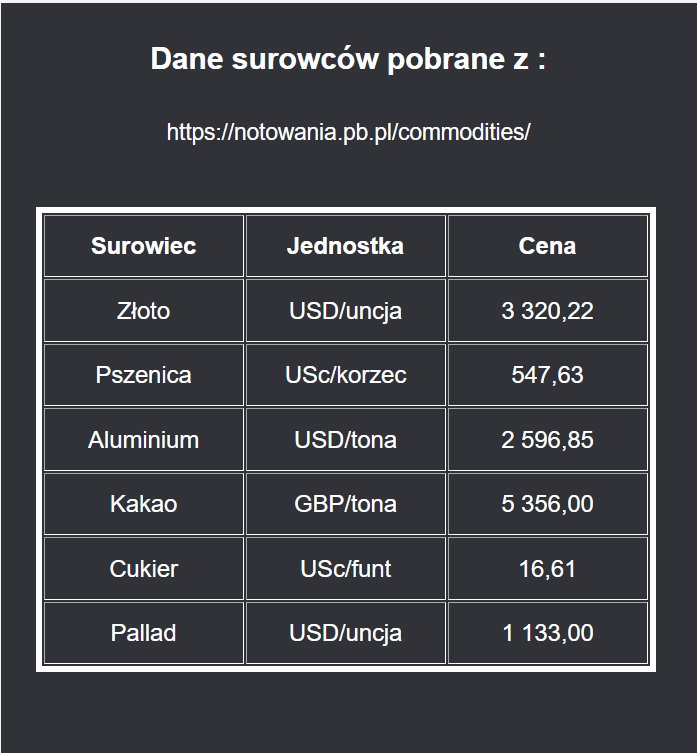 Dane surowców pobrane z :
https://notowania.pb.pl/commodities/
Surowiec Jednostka Cena
Złoto USD/uncja 3 320,22
Pszenica USc/korzec 547,63
Aluminium USD/tona 2 596,85
Kakao GBP/tona 5 356,00
Cukier USc/funt 16,61
Pallad USD/uncja 1 133,00